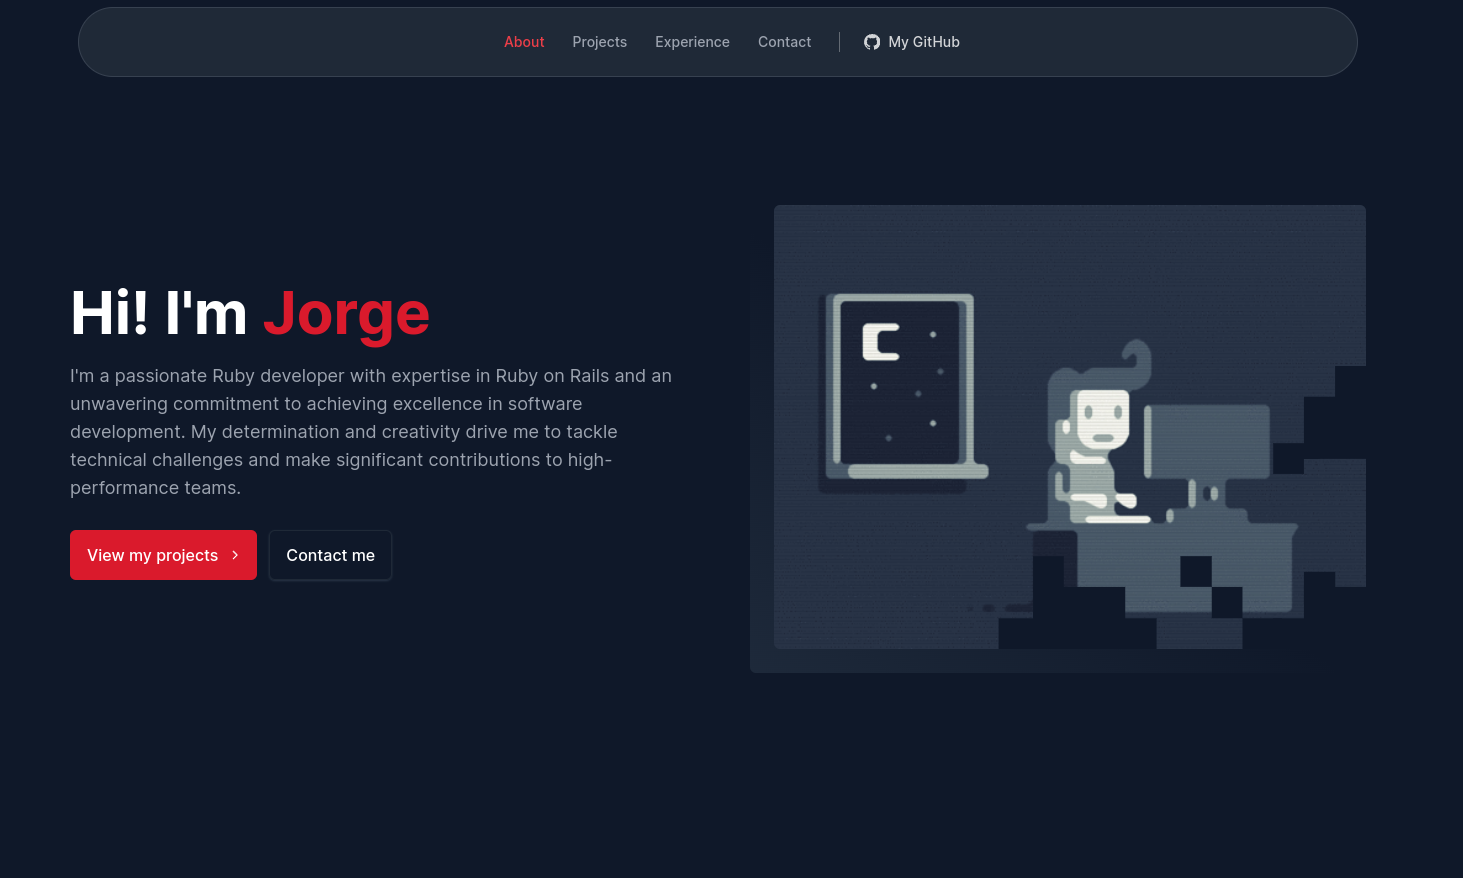 About Projects Experience Contact My GitHub
Hi! I'm Jorge
I'm a passionate Ruby developer with expertise in Ruby on Rails and an
unwavering commitment to achieving excellence in software
development. My determination and creativity drive me to tackle
technical challenges and make significant contributions to high-
performance teams.
View my projects Contact me